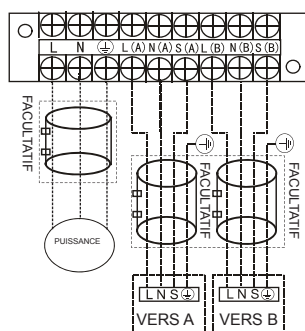 L N ⏚ L(A) N(A) S(A) L(B) N(B) S(B)
FACULTATIF
FACULTATIF
FACULTATIF
PUISSANCE
L N S ⏚
L N S ⏚
VERS A
VERS B